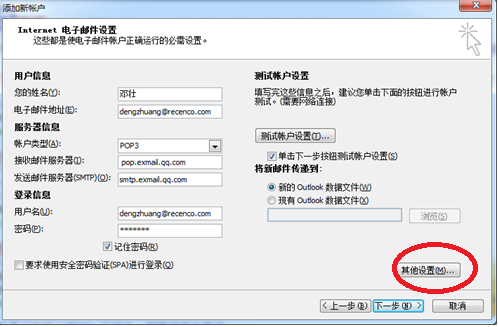 添加新帐户
Internet 电子邮件设置
这些都是使电子邮件帐户正确运行的必需设置。
用户信息
您的姓名(Y):
邓壮
电子邮件地址(E):
dengzhuang@recenco.com
服务器信息
帐户类型(A):
POP3
接收邮件服务器(I):
pop.exmail.qq.com
发送邮件服务器(SMTP)(O):
smtp.exmail.qq.com
登录信息
用户名(U):
dengzhuang@recenco.com
密码(P):
*******
记住密码(R)
要求使用安全密码验证(SPA)进行登录(Q)
测试帐户设置
填写完这些信息之后，建议您单击下面的按钮进行帐户
测试。(需要网络连接)
测试帐户设置(T)...
单击下一步按钮测试帐户设置(S)
将新邮件传递到:
新的 Outlook 数据文件(W)
现有 Outlook 数据文件(X)
浏览(S)
其他设置(M)...
< 上一步(B)
下一步(N) >
取消